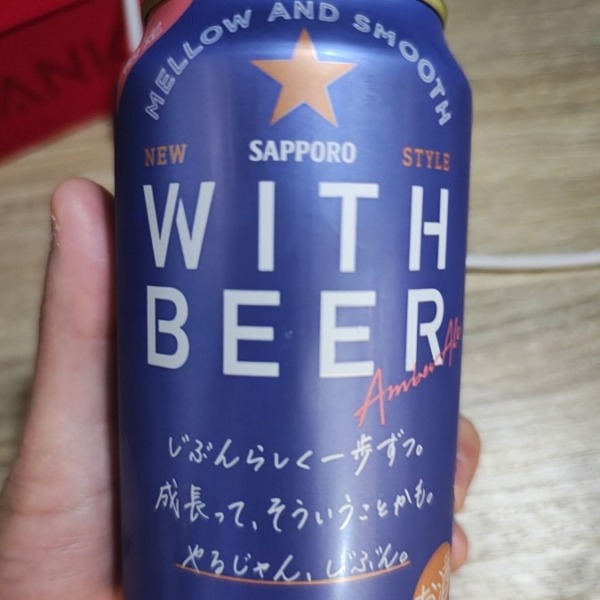 MELLOW AND SMOOTH
NEW SAPPORO STYLE
WITH
BEER
Amber Ale
じぶんらしく一歩ずつ。
成長って、そういうことかも。
やるじゃん、じぶん。